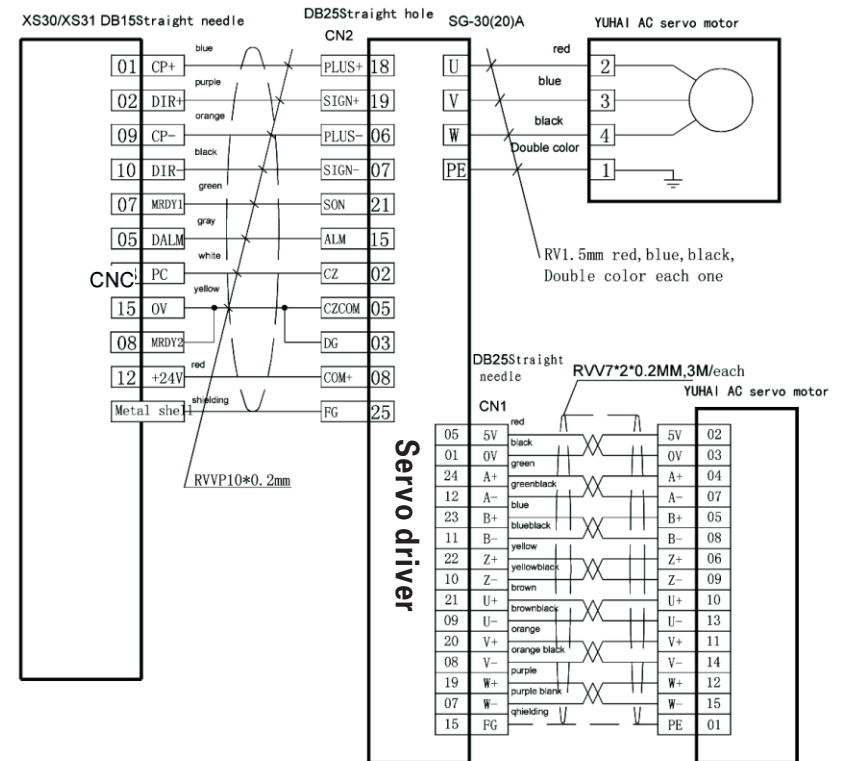 XS30/XS31 DB15Straight needle
DB25Straight hole
CN2
SG-30(20)A
YUHAI AC servo motor
01 CP+ blue PLUS+ 18
02 DIR+ purple SIGN+ 19
09 CP- orange PLUS- 06
10 DIR- black SIGN- 07
07 MRDY1 green SON 21
05 DALM gray ALM 15
PC white CZ 02
CNC
15 0V yellow CZCOM 05
08 MRDY2 DG 03
12 +24V red COM+ 08
Metal shell shielding FG 25
RVVP10*0.2mm
U red 2
V blue 3
W black 4
PE Double color 1
RV1.5mm red,blue,black,
Double color each one
Servo driver
DB25Straight
needle
CN1
RVV7*2*0.2MM,3M/each
YUHAI AC servo motor
05 5V red 5V 02
01 0V black 0V 03
24 A+ green A+ 04
12 A- greenblack A- 07
23 B+ blue B+ 05
11 B- blueblack B- 08
22 Z+ yellow Z+ 06
10 Z- yellowblack Z- 09
21 U+ brown U+ 10
09 U- brownblack U- 13
20 V+ orange V+ 11
08 V- orange black V- 14
19 W+ purple W+ 12
07 W- purple blank W- 15
15 FG qhielding PE 01